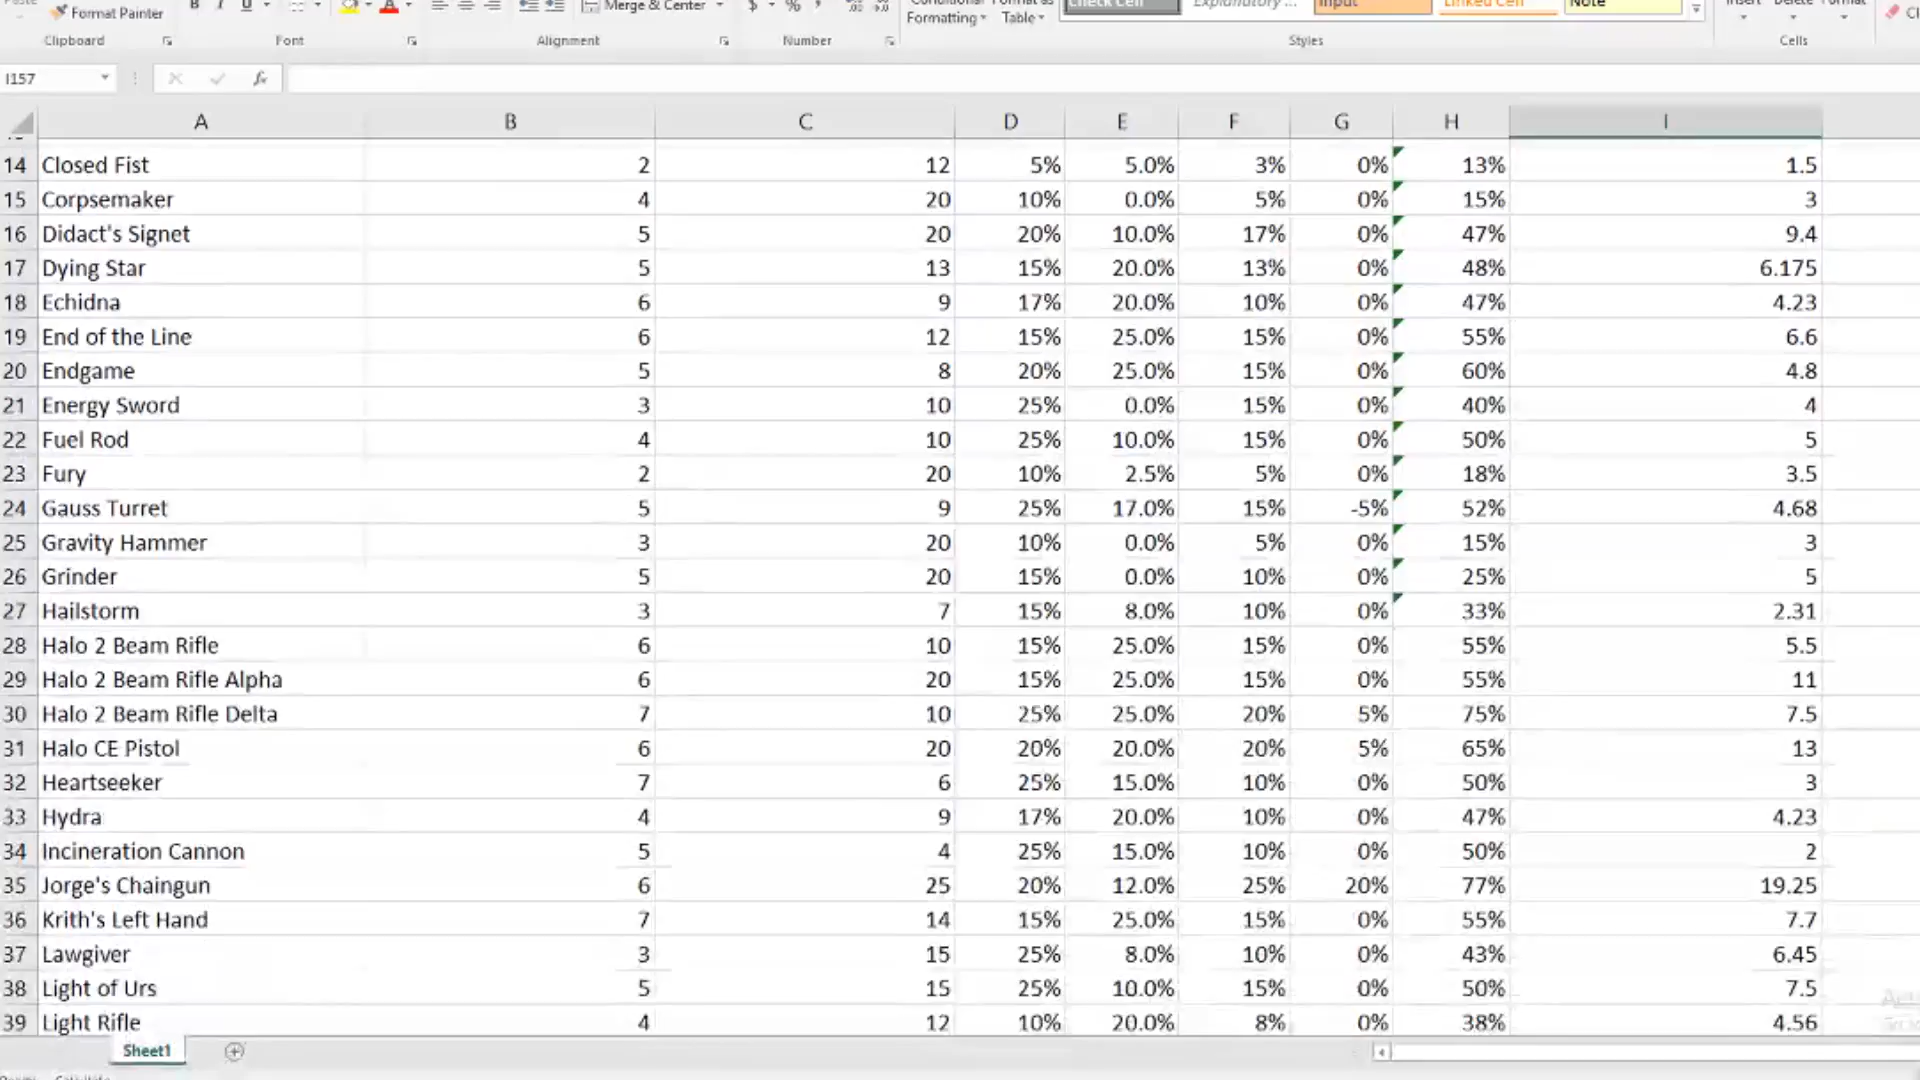 Format Painter
B I U
Merge & Center
$ % ,
Formatting Table
Check Cell Explanatory ... Input Linked Cell Note
Insert Delete Format
Clipboard Font Alignment Number Styles Cells
I157 fx
A B C D E F G H I
14 Closed Fist 2 12 5% 5.0% 3% 0% 13% 1.5
15 Corpsemaker 4 20 10% 0.0% 5% 0% 15% 3
16 Didact's Signet 5 20 20% 10.0% 17% 0% 47% 9.4
17 Dying Star 5 13 15% 20.0% 13% 0% 48% 6.175
18 Echidna 6 9 17% 20.0% 10% 0% 47% 4.23
19 End of the Line 6 12 15% 25.0% 15% 0% 55% 6.6
20 Endgame 5 8 20% 25.0% 15% 0% 60% 4.8
21 Energy Sword 3 10 25% 0.0% 15% 0% 40% 4
22 Fuel Rod 4 10 25% 10.0% 15% 0% 50% 5
23 Fury 2 20 10% 2.5% 5% 0% 18% 3.5
24 Gauss Turret 5 9 25% 17.0% 15% -5% 52% 4.68
25 Gravity Hammer 3 20 10% 0.0% 5% 0% 15% 3
26 Grinder 5 20 15% 0.0% 10% 0% 25% 5
27 Hailstorm 3 7 15% 8.0% 10% 0% 33% 2.31
28 Halo 2 Beam Rifle 6 10 15% 25.0% 15% 0% 55% 5.5
29 Halo 2 Beam Rifle Alpha 6 20 15% 25.0% 15% 0% 55% 11
30 Halo 2 Beam Rifle Delta 7 10 25% 25.0% 20% 5% 75% 7.5
31 Halo CE Pistol 6 20 20% 20.0% 20% 5% 65% 13
32 Heartseeker 7 6 25% 15.0% 10% 0% 50% 3
33 Hydra 4 9 17% 20.0% 10% 0% 47% 4.23
34 Incineration Cannon 5 4 25% 15.0% 10% 0% 50% 2
35 Jorge's Chaingun 6 25 20% 12.0% 25% 20% 77% 19.25
36 Krith's Left Hand 7 14 15% 25.0% 15% 0% 55% 7.7
37 Lawgiver 3 15 25% 8.0% 10% 0% 43% 6.45
38 Light of Urs 5 15 25% 10.0% 15% 0% 50% 7.5
39 Light Rifle 4 12 10% 20.0% 8% 0% 38% 4.56
Sheet1